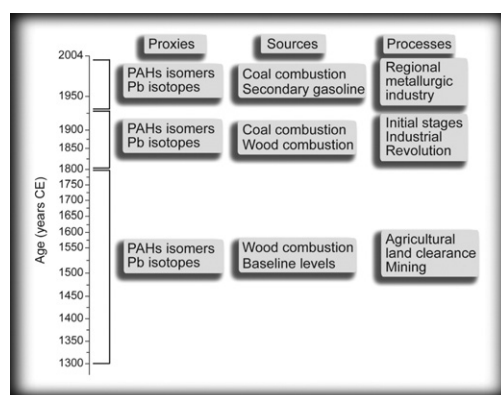 Proxies Sources Processes
2004
PAHs isomers
Pb isotopes
Coal combustion
Secondary gasoline
Regional
metallurgic
industry
1950
PAHs isomers
Pb isotopes
Coal combustion
Wood combustion
Initial stages
Industrial
Revolution
1900
1850
1800
1750
1700
1650
1600
1550
PAHs isomers
Pb isotopes
Wood combustion
Baseline levels
Agricultural
land clearance
Mining
1500
1450
1400
1350
1300
Age (years CE)